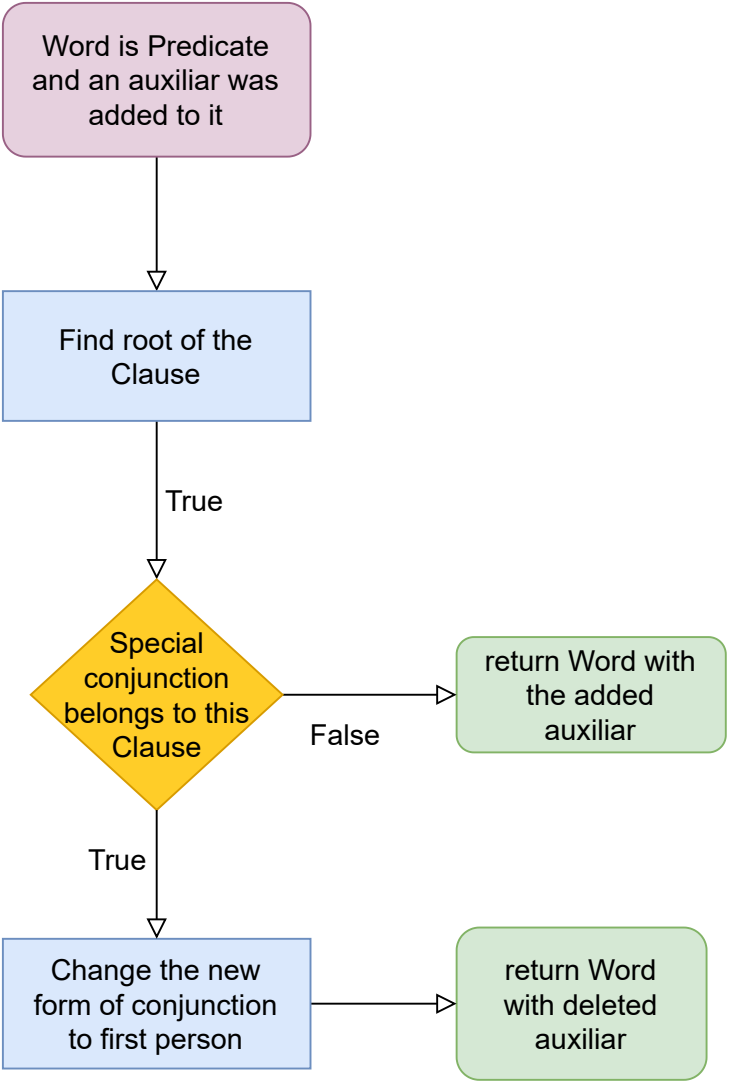 Word is Predicate
and an auxiliar was
added to it
Find root of the
Clause
True
Special
conjunction
belongs to this
Clause
False
return Word with
the added
auxiliar
True
Change the new
form of conjunction
to first person
return Word
with deleted
auxiliar